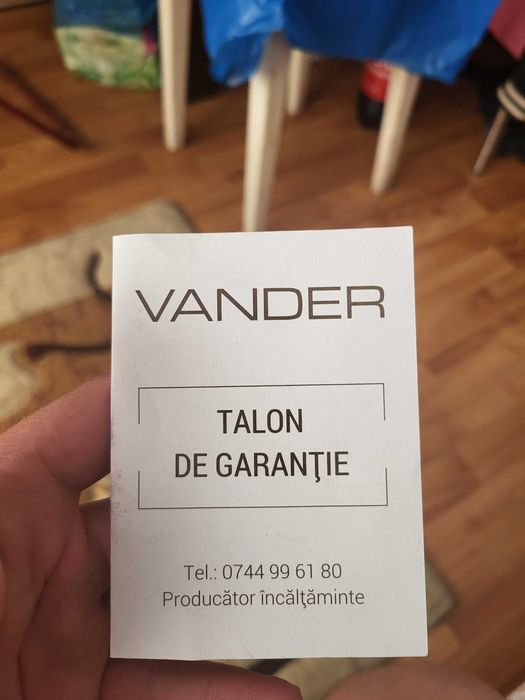 VANDER
TALON
DE GARANŢIE
Tel.: 0744 99 61 80
Producător încălţăminte